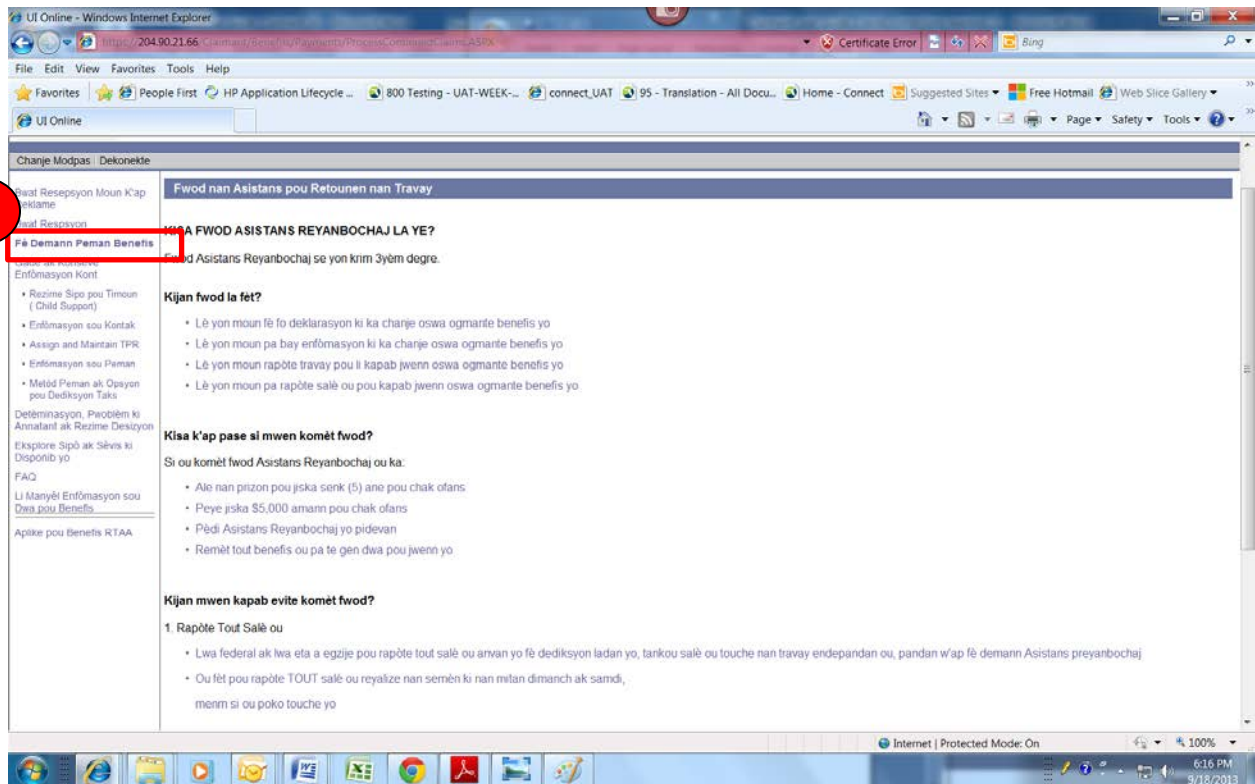 UI Online - Windows Internet Explorer
204.90.21.66/Claimant/Benefits/Payments/ProcessContinuedClaims.ASPX
Certificate Error
Bing
File Edit View Favorites Tools Help
Favorites People First HP Application Lifecycle ... 800 Testing - UAT-WEEK-... connect_UAT 95 - Translation - All Docu... Home - Connect Suggested Sites Free Hotmail Web Slice Gallery
UI Online
Page Safety Tools
Chanje Modpas Dekonekte
Resepsyon Moun K'ap
Respsyon
Fè Demann Peman Benefis
Enfòmasyon Kont
• Rezime Sipo pou Timoun
( Child Support)
• Enfòmasyon sou Kontak
• Assign and Maintain TPR
• Enfòmasyon sou Peman
• Metòd Peman ak Opsyon
pou Dediksyon Taks
Detèminasyon, Pwoblèm ki
Annatant ak Rezime Desizyon
Eksplore Sipò ak Sèvis ki
Disponib yo
FAQ
Li Manyèl Enfòmasyon sou
Dwa pou Benefis
Aplike pou Benefis RTAA
Fwod nan Asistans pou Retounen nan Travay
KISA FWOD ASISTANS REYANBOCHAJ LA YE?
Fwod Asistans Reyanbochaj se yon krim 3yèm degre.
Kijan fwod la fèt?
• Lè yon moun fè fo deklarasyon ki ka chanje oswa ogmante benefis yo
• Lè yon moun pa bay enfòmasyon ki ka chanje oswa ogmante benefis yo
• Lè yon moun rapòte travay pou li kapab jwenn oswa ogmante benefis yo
• Lè yon moun pa rapòte salè ou pou kapab jwenn oswa ogmante benefis yo
Kisa k'ap pase si mwen komèt fwod?
Si ou komèt fwod Asistans Reyanbochaj ou ka:
• Ale nan prizon pou jiska senk (5) ane pou chak ofans
• Peye jiska $5,000 amann pou chak ofans
• Pèdi Asistans Reyanbochaj yo pidevan
• Remèt tout benefis ou pa te gen dwa pou jwenn yo
Kijan mwen kapab evite komèt fwod?
1. Rapòte Tout Salè ou
• Lwa federal ak lwa eta a egzije pou rapòte tout salè ou anvan yo fè dediksyon ladan yo, tankou salè ou touche nan travay endepandan ou, pandan w'ap fè demann Asistans preyanbochaj
• Ou fèt pou rapòte TOUT salè ou reyalize nan semèn ki nan mitan dimanch ak samdi,
menm si ou poko touche yo
Internet | Protected Mode: On
100%
6:16 PM
9/18/2013